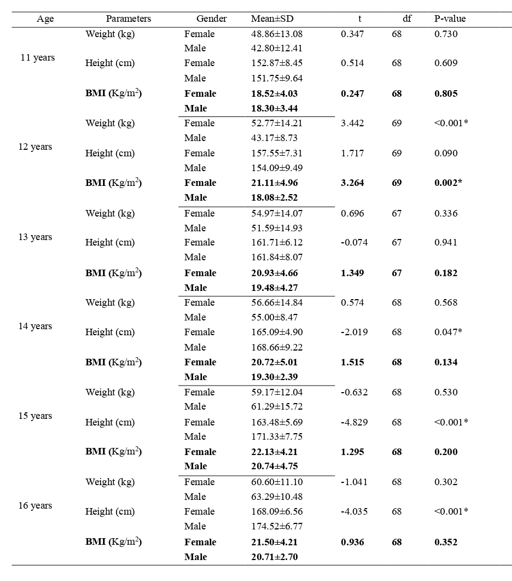 Age Parameters Gender Mean±SD t df P-value
Weight (kg) Female 48.86±13.08 0.347 68 0.730
Male 42.80±12.41
11 years Height (cm) Female 152.87±8.45 0.514 68 0.609
Male 151.75±9.64
BMI (Kg/m²) Female 18.52±4.03 0.247 68 0.805
Male 18.30±3.44
Weight (kg) Female 52.77±14.21 3.442 69 <0.001*
Male 43.17±8.73
12 years Height (cm) Female 157.55±7.31 1.717 69 0.090
Male 154.09±9.49
BMI (Kg/m²) Female 21.11±4.96 3.264 69 0.002*
Male 18.08±2.52
Weight (kg) Female 54.97±14.07 0.696 67 0.336
Male 51.59±14.93
13 years Height (cm) Female 161.71±6.12 -0.074 67 0.941
Male 161.84±8.07
BMI (Kg/m²) Female 20.93±4.66 1.349 67 0.182
Male 19.48±4.27
Weight (kg) Female 56.66±14.84 0.574 68 0.568
Male 55.00±8.47
14 years Height (cm) Female 165.09±4.90 -2.019 68 0.047*
Male 168.66±9.22
BMI (Kg/m²) Female 20.72±5.01 1.515 68 0.134
Male 19.30±2.39
Weight (kg) Female 59.17±12.04 -0.632 68 0.530
Male 61.29±15.72
15 years Height (cm) Female 163.48±5.69 -4.829 68 <0.001*
Male 171.33±7.75
BMI (Kg/m²) Female 22.13±4.21 1.295 68 0.200
Male 20.74±4.75
Weight (kg) Female 60.60±11.10 -1.041 68 0.302
Male 63.29±10.48
16 years Height (cm) Female 168.09±6.56 -4.035 68 <0.001*
Male 174.52±6.77
BMI (Kg/m²) Female 21.50±4.21 0.936 68 0.352
Male 20.71±2.70